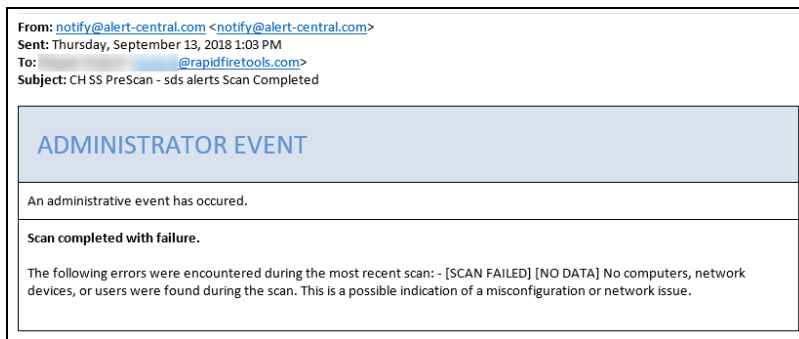 From: notify@alert-central.com <notify@alert-central.com>
Sent: Thursday, September 13, 2018 1:03 PM
To: @rapidfiretools.com>
Subject: CH SS PreScan - sds alerts Scan Completed
ADMINISTRATOR EVENT
An administrative event has occured.
Scan completed with failure.
The following errors were encountered during the most recent scan: - [SCAN FAILED] [NO DATA] No computers, network
devices, or users were found during the scan. This is a possible indication of a misconfiguration or network issue.